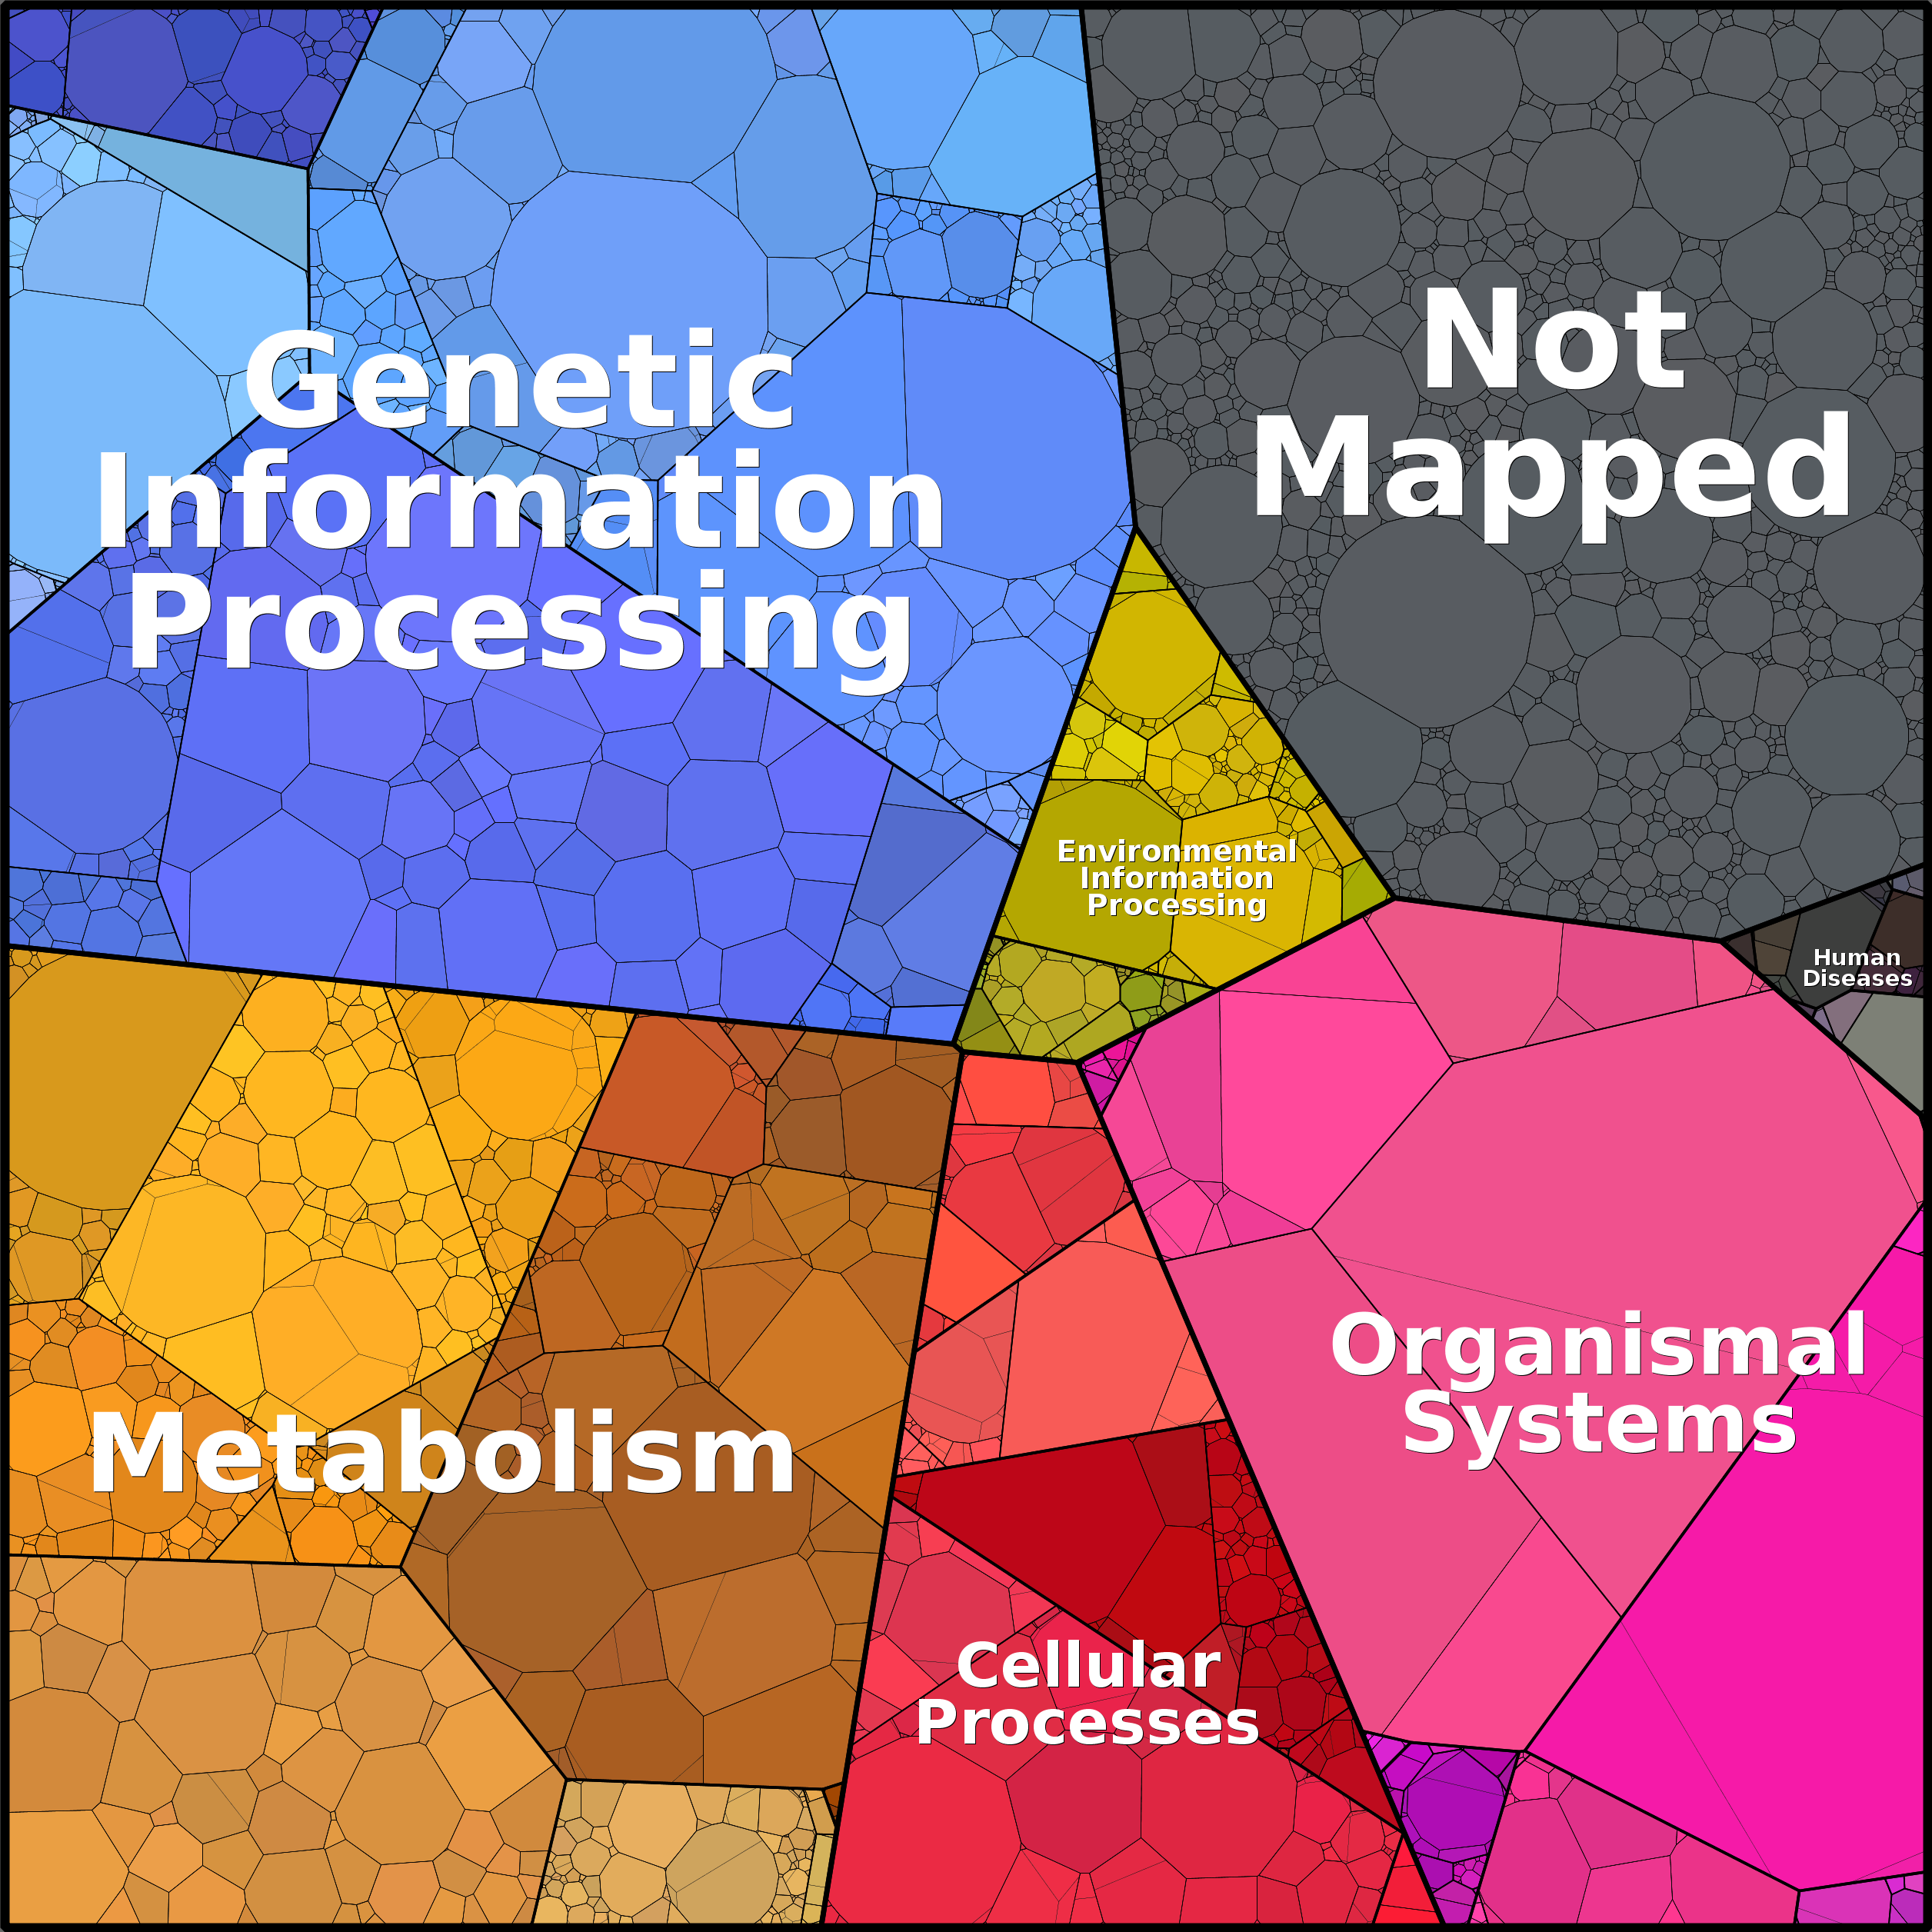 Genetic
Information
Processing
Not
Mapped
Environmental
Information
Processing
Human
Diseases
Metabolism
Organismal
Systems
Cellular
Processes